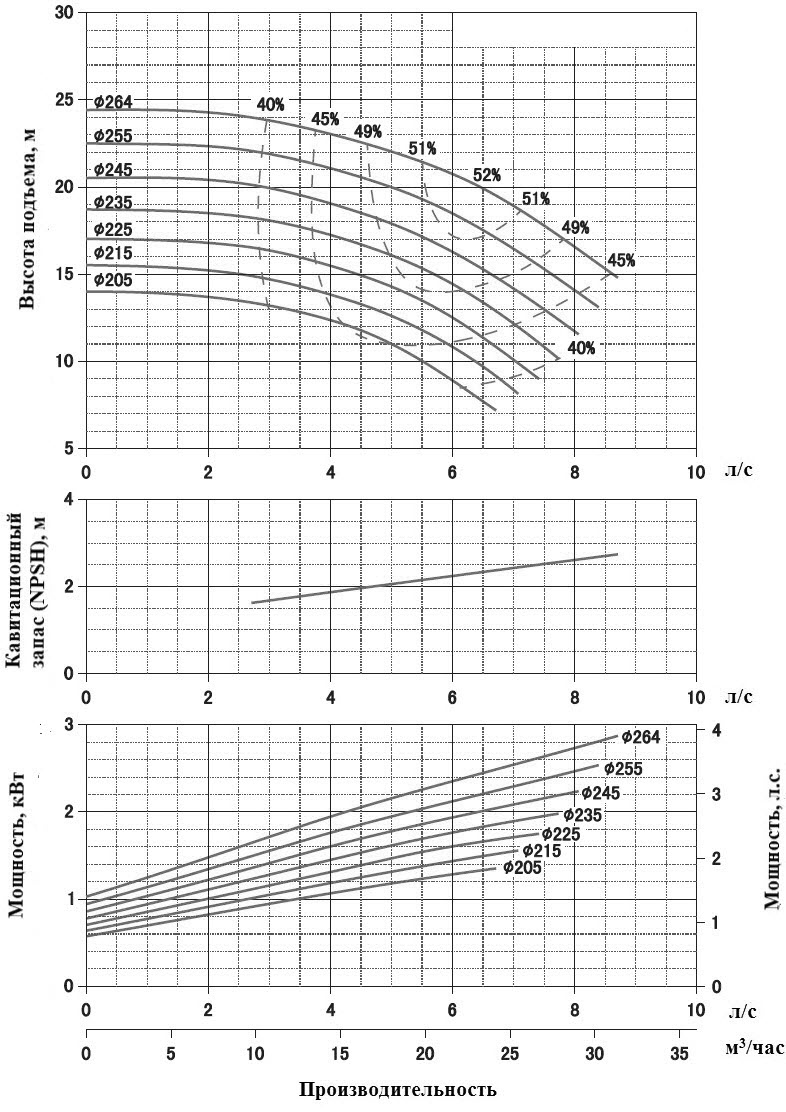 30
25
20
15
10
5
Высота подъема, м
ϕ264
ϕ255
ϕ245
ϕ235
ϕ225
ϕ215
ϕ205
40%
45%
49%
51%
52%
51%
49%
45%
40%
0 2 4 6 8 10 л/с
4
2
0
Кавитационный
запас (NPSH), м
0 2 4 6 8 10 л/с
3
2
1
0
Мощность, кВт
ϕ264
ϕ255
ϕ245
ϕ235
ϕ225
ϕ215
ϕ205
4
3
2
1
0
Мощность, л.с.
0 2 4 6 8 10 л/с
0 5 10 15 20 25 30 35 м³/час
Производительность